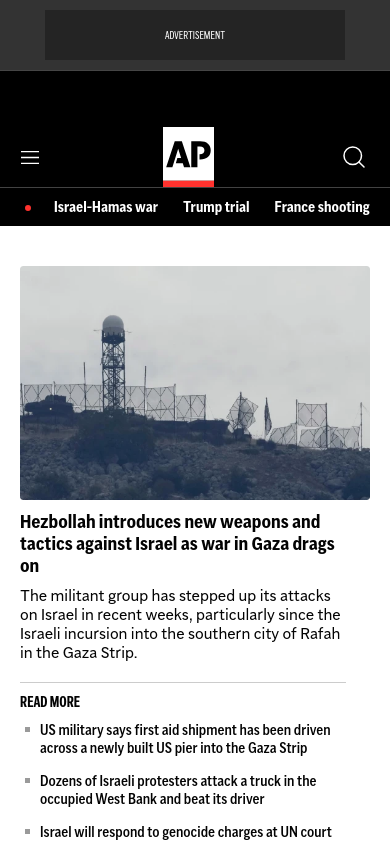 ADVERTISEMENT
AP
Israel-Hamas war Trump trial France shooting
Hezbollah introduces new weapons and
tactics against Israel as war in Gaza drags
on
The militant group has stepped up its attacks
on Israel in recent weeks, particularly since the
Israeli incursion into the southern city of Rafah
in the Gaza Strip.
READ MORE
US military says first aid shipment has been driven
across a newly built US pier into the Gaza Strip
Dozens of Israeli protesters attack a truck in the
occupied West Bank and beat its driver
Israel will respond to genocide charges at UN court